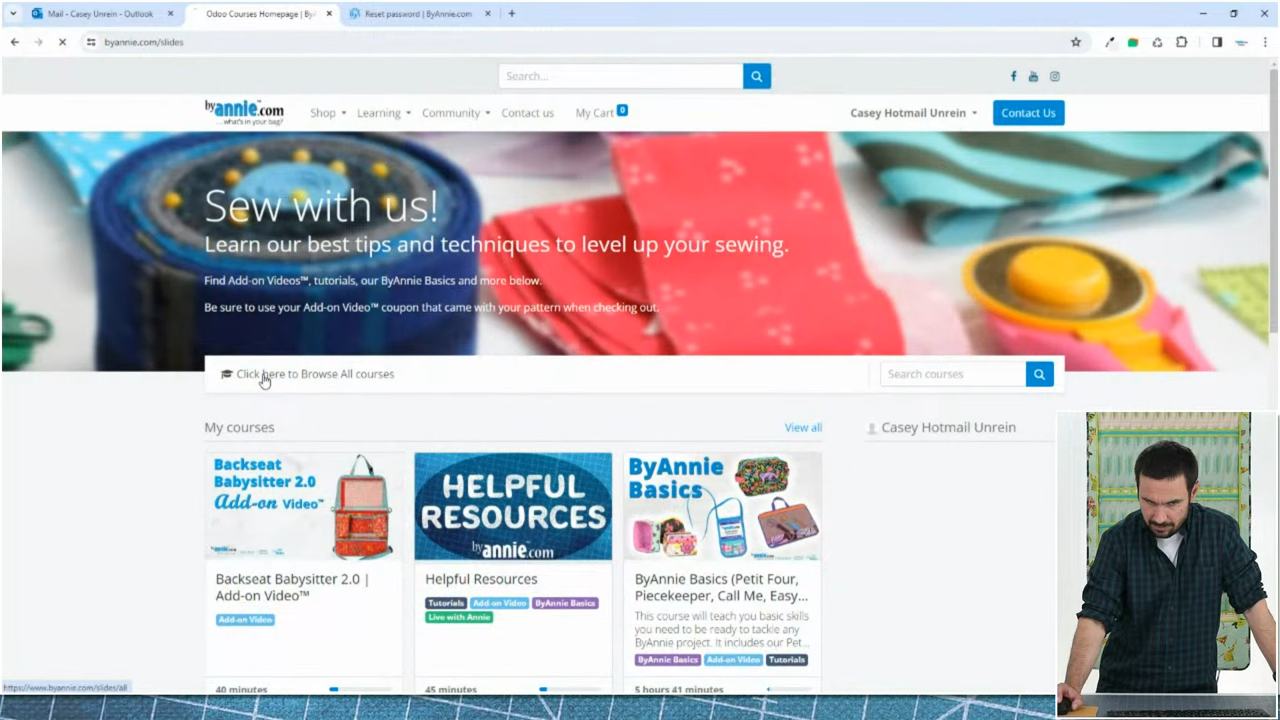 Mail - Casey Unrein - Outlook
Odoo Courses Homepage | By
Reset password | ByAnnie.com
byannie.com/slides
Search...
byannie.com
...what's in your bag?
Shop
Learning
Community
Contact us
My Cart 0
Casey Hotmail Unrein
Contact Us
Sew with us!
Learn our best tips and techniques to level up your sewing.
Find Add-on Videos™, tutorials, our ByAnnie Basics and more below.
Be sure to use your Add-on Video™ coupon that came with your pattern when checking out.
Click here to Browse All courses
Search courses
My courses
View all
Casey Hotmail Unrein
Backseat
Babysitter 2.0
Add-on Video™
HELPFUL
RESOURCES
byannie.com
ByAnnie
Basics
Backseat Babysitter 2.0 |
Add-on Video™
Add-on Video
Helpful Resources
Tutorials
Add-on Video
ByAnnie Basics
Live with Annie
ByAnnie Basics (Petit Four,
Piecekeeper, Call Me, Easy...
This course will teach you basic skills
you need to be ready to tackle any
ByAnnie project. It includes our Pet...
ByAnnie Basics
Add-on Video
Tutorials
40 minutes
45 minutes
5 hours 41 minutes
https://www.byannie.com/slides/all